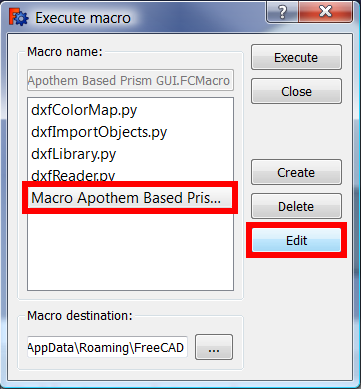 Execute macro
Macro name:
Apothem Based Prism GUI.FCMacro
dxfColorMap.py
dxfImportObjects.py
dxfLibrary.py
dxfReader.py
Macro Apothem Based Pris...
Execute
Close
Create
Delete
Edit
Macro destination:
AppData\Roaming\FreeCAD
...